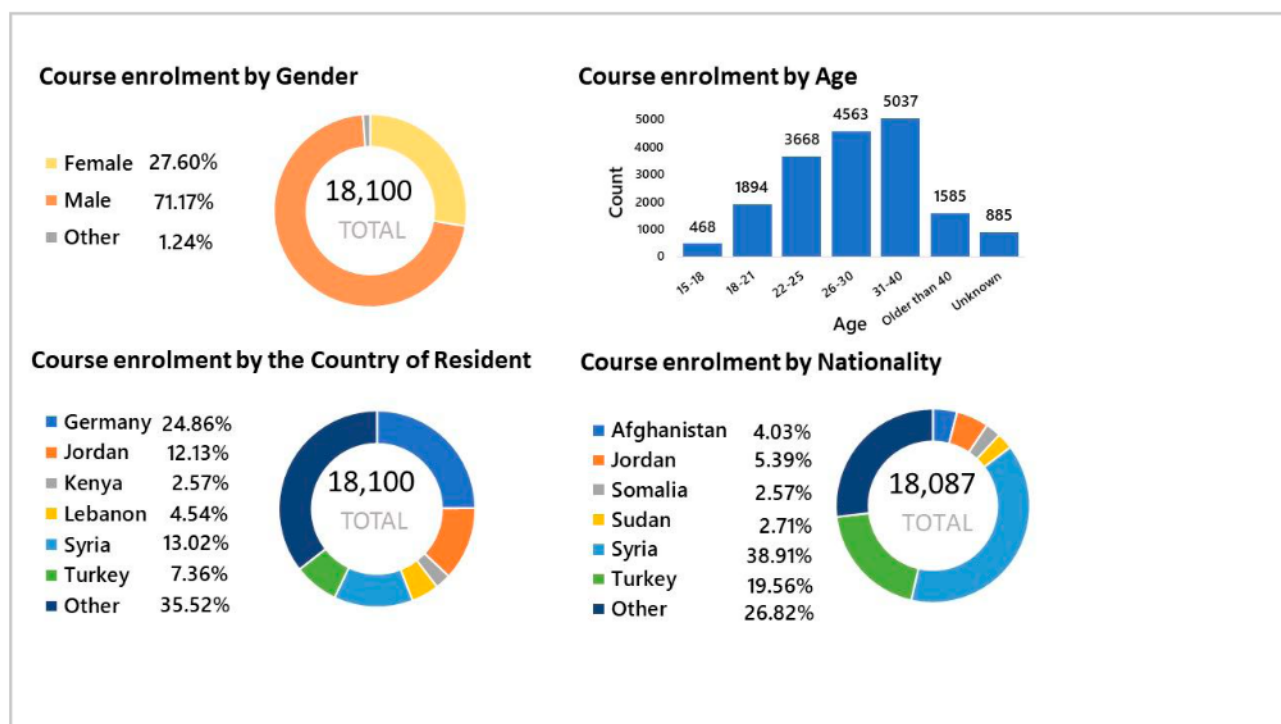 Course enrolment by Gender
Female 27.60%
Male 71.17%
Other 1.24%
18,100
TOTAL
Course enrolment by Age
Count
5000
4000
3000
2000
1000
0
468
1894
3668
4563
5037
1585
885
15-18
18-21
22-25
26-30
31-40
Older than 40
Unknown
Age
Course enrolment by the Country of Resident
Germany 24.86%
Jordan 12.13%
Kenya 2.57%
Lebanon 4.54%
Syria 13.02%
Turkey 7.36%
Other 35.52%
18,100
TOTAL
Course enrolment by Nationality
Afghanistan 4.03%
Jordan 5.39%
Somalia 2.57%
Sudan 2.71%
Syria 38.91%
Turkey 19.56%
Other 26.82%
18,087
TOTAL